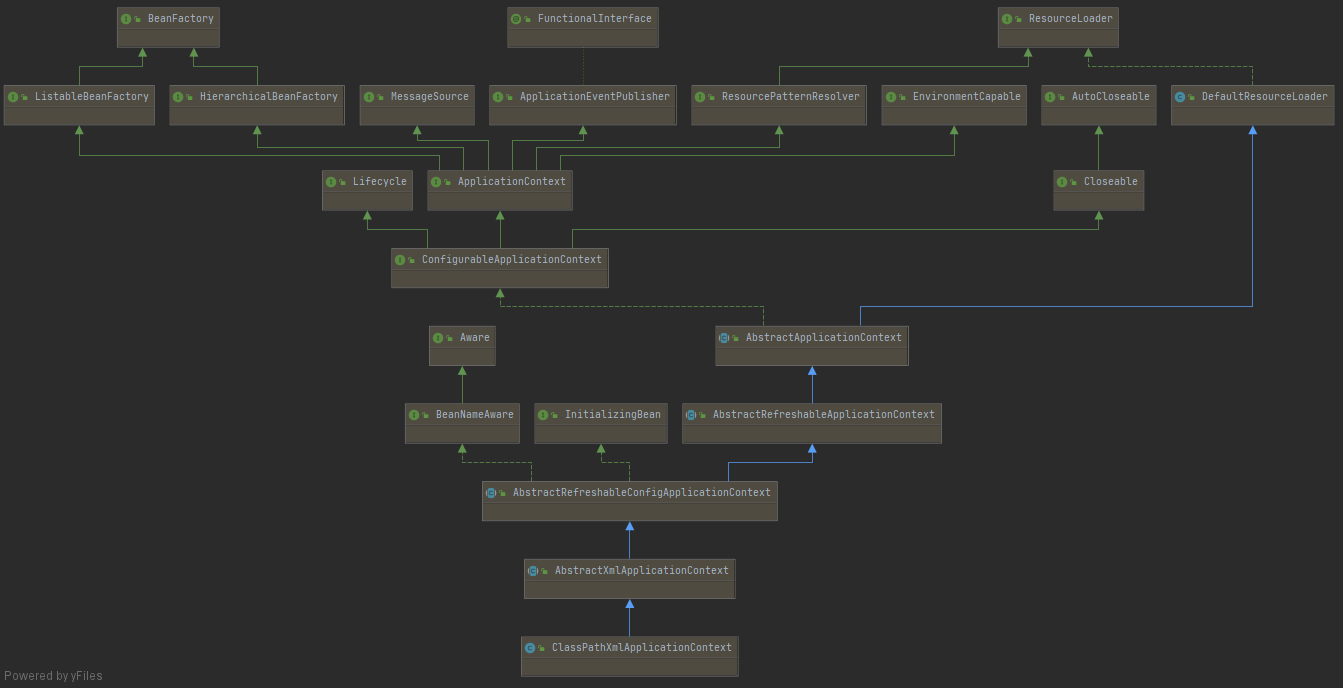 BeanFactory
FunctionalInterface
ResourceLoader
ListableBeanFactory
HierarchicalBeanFactory
MessageSource
ApplicationEventPublisher
ResourcePatternResolver
EnvironmentCapable
AutoCloseable
DefaultResourceLoader
Lifecycle
ApplicationContext
Closeable
ConfigurableApplicationContext
Aware
AbstractApplicationContext
BeanNameAware
InitializingBean
AbstractRefreshableApplicationContext
AbstractRefreshableConfigApplicationContext
AbstractXmlApplicationContext
ClassPathXmlApplicationContext
Powered by yFiles